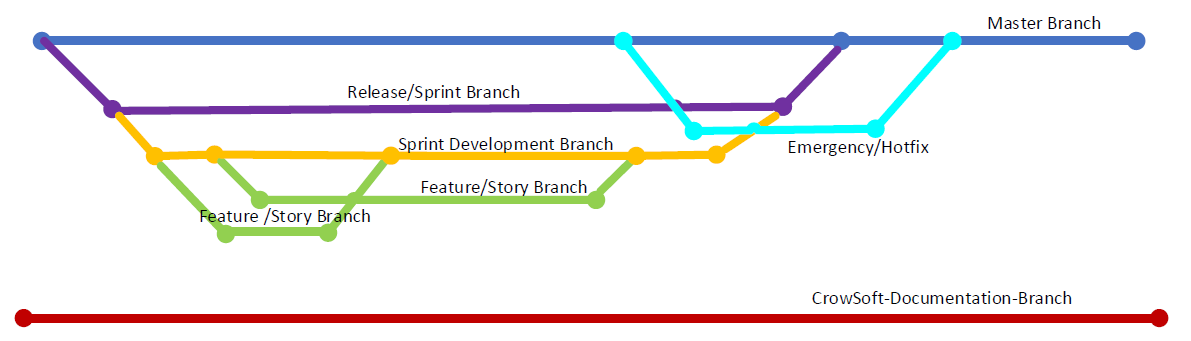 Master Branch
Release/Sprint Branch
Sprint Development Branch
Emergency/Hotfix
Feature/Story Branch
Feature /Story Branch
CrowSoft-Documentation-Branch